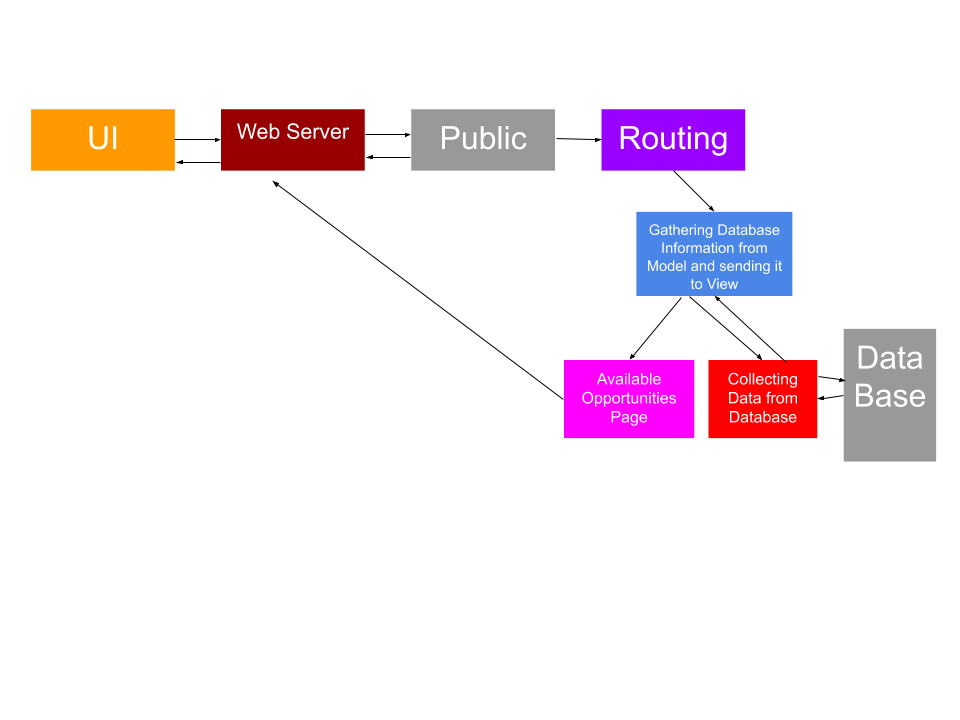 UI
Web Server
Public
Routing
Gathering Database
Information from
Model and sending it
to View
Available
Opportunities
Page
Collecting
Data from
Database
Data
Base